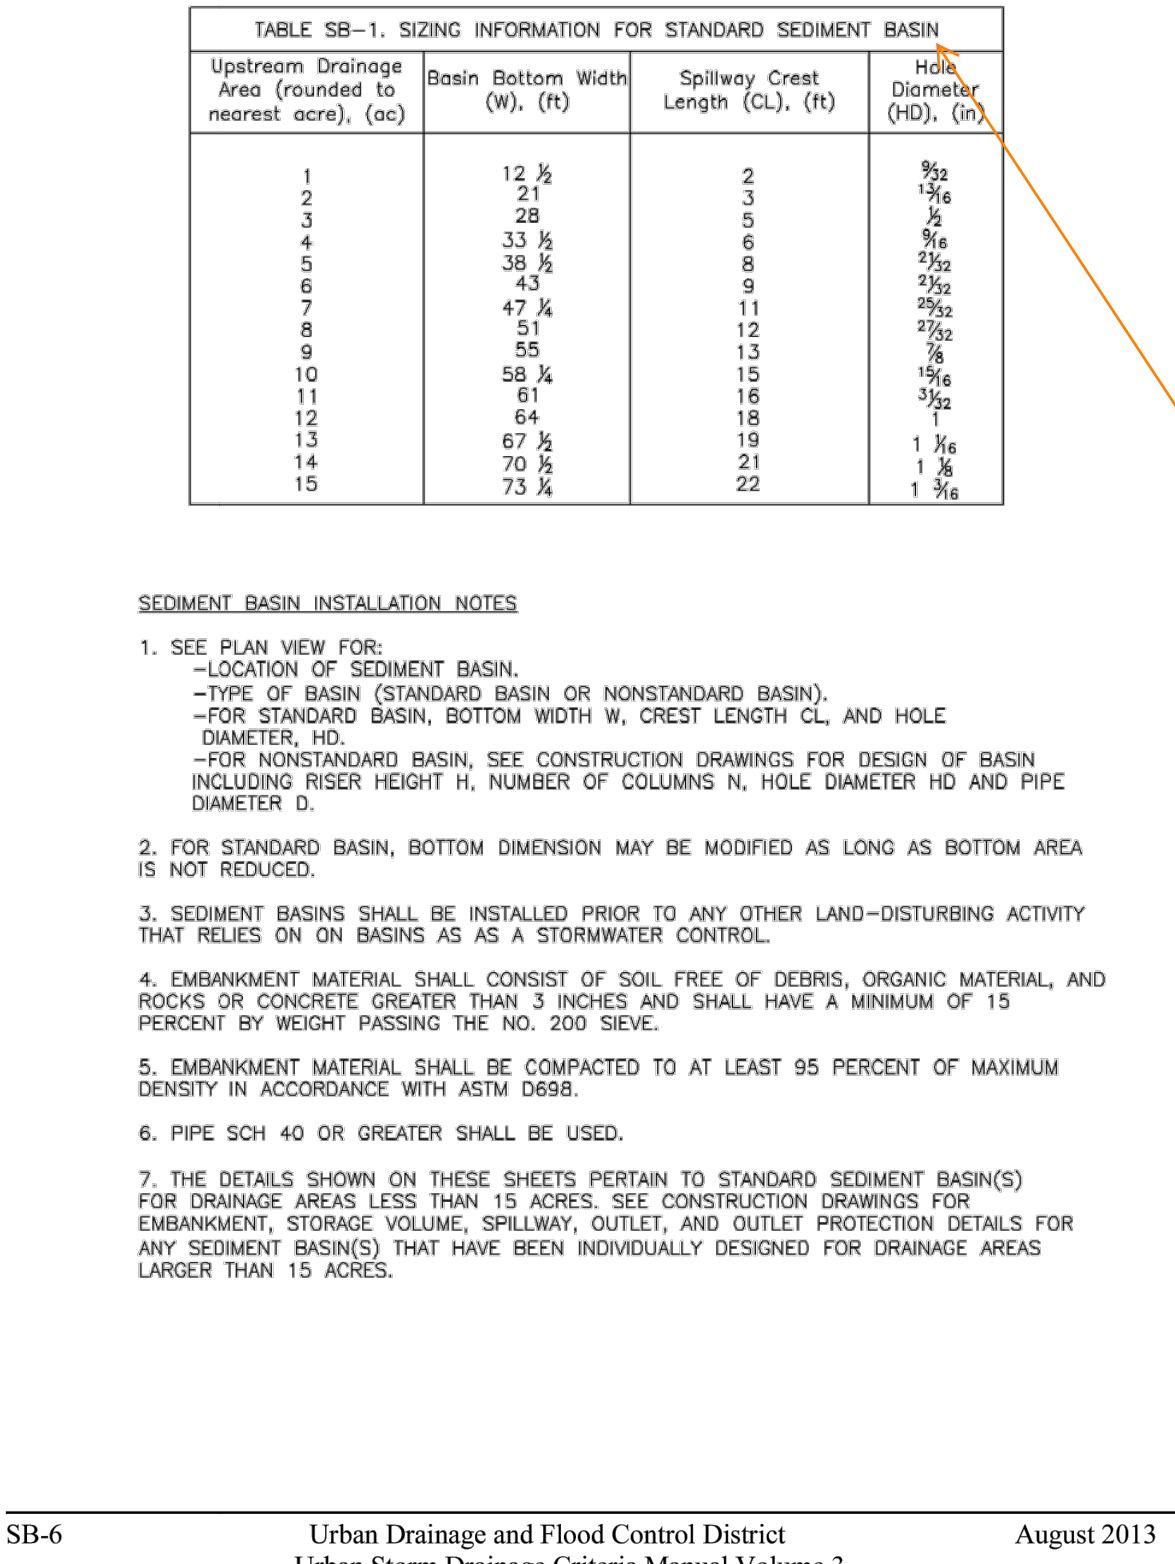 TABLE SB-1. SIZING INFORMATION FOR STANDARD SEDIMENT BASIN
Upstream Drainage Area (rounded to nearest acre), (ac) Basin Bottom Width (W), (ft) Spillway Crest Length (CL), (ft) Hole Diameter (HD), (in)
1 12 ½ 2 9/32
2 21 3 13/16
3 28 5 ½
4 33 ½ 6 9/16
5 38 ½ 8 21/32
6 43 9 21/32
7 47 ¼ 11 25/32
8 51 12 27/32
9 55 13 7/8
10 58 ¼ 15 15/16
11 61 16 31/32
12 64 18 1
13 67 ½ 19 1 1/16
14 70 ½ 21 1 1/8
15 73 ¼ 22 1 3/16
SEDIMENT BASIN INSTALLATION NOTES
1. SEE PLAN VIEW FOR:
-LOCATION OF SEDIMENT BASIN.
-TYPE OF BASIN (STANDARD BASIN OR NONSTANDARD BASIN).
-FOR STANDARD BASIN, BOTTOM WIDTH W, CREST LENGTH CL, AND HOLE
DIAMETER, HD.
-FOR NONSTANDARD BASIN, SEE CONSTRUCTION DRAWINGS FOR DESIGN OF BASIN
INCLUDING RISER HEIGHT H, NUMBER OF COLUMNS N, HOLE DIAMETER HD AND PIPE
DIAMETER D.
2. FOR STANDARD BASIN, BOTTOM DIMENSION MAY BE MODIFIED AS LONG AS BOTTOM AREA
IS NOT REDUCED.
3. SEDIMENT BASINS SHALL BE INSTALLED PRIOR TO ANY OTHER LAND-DISTURBING ACTIVITY
THAT RELIES ON ON BASINS AS AS A STORMWATER CONTROL.
4. EMBANKMENT MATERIAL SHALL CONSIST OF SOIL FREE OF DEBRIS, ORGANIC MATERIAL, AND
ROCKS OR CONCRETE GREATER THAN 3 INCHES AND SHALL HAVE A MINIMUM OF 15
PERCENT BY WEIGHT PASSING THE NO. 200 SIEVE.
5. EMBANKMENT MATERIAL SHALL BE COMPACTED TO AT LEAST 95 PERCENT OF MAXIMUM
DENSITY IN ACCORDANCE WITH ASTM D698.
6. PIPE SCH 40 OR GREATER SHALL BE USED.
7. THE DETAILS SHOWN ON THESE SHEETS PERTAIN TO STANDARD SEDIMENT BASIN(S)
FOR DRAINAGE AREAS LESS THAN 15 ACRES. SEE CONSTRUCTION DRAWINGS FOR
EMBANKMENT, STORAGE VOLUME, SPILLWAY, OUTLET, AND OUTLET PROTECTION DETAILS FOR
ANY SEDIMENT BASIN(S) THAT HAVE BEEN INDIVIDUALLY DESIGNED FOR DRAINAGE AREAS
LARGER THAN 15 ACRES.
SB-6 Urban Drainage and Flood Control District August 2013
Urban Storm Drainage Criteria Manual Volume 3